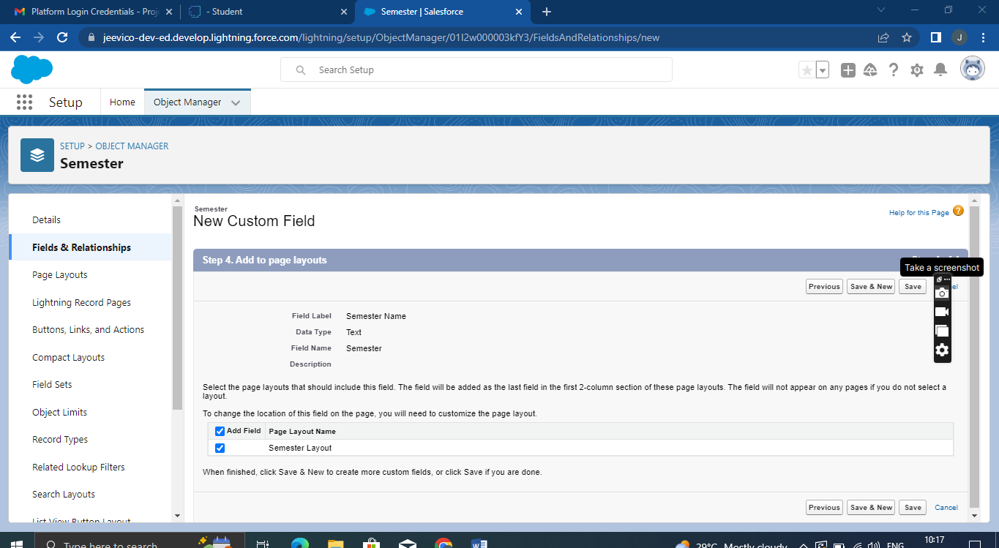 Platform Login Credentials - Proj
- Student
Semester | Salesforce
jeevico-dev-ed.develop.lightning.force.com/lightning/setup/ObjectManager/01I2w000003kfY3/FieldsAndRelationships/new
J
Search Setup
Setup
Home
Object Manager
SETUP > OBJECT MANAGER
Semester
Details
Fields & Relationships
Page Layouts
Lightning Record Pages
Buttons, Links, and Actions
Compact Layouts
Field Sets
Object Limits
Record Types
Related Lookup Filters
Search Layouts
List View Button Layout
Semester
New Custom Field
Help for this Page
Step 4. Add to page layouts
Take a screenshot
Previous Save & New Save
Field Label Semester Name
Data Type Text
Field Name Semester
Description
Select the page layouts that should include this field. The field will be added as the last field in the first 2-column section of these page layouts. The field will not appear on any pages if you do not select a
layout.
To change the location of this field on the page, you will need to customize the page layout.
Add Field Page Layout Name
Semester Layout
When finished, click Save & New to create more custom fields, or click Save if you are done.
Previous Save & New Save Cancel
Type here to search
29°C Mostly cloudy
ENG
10:17